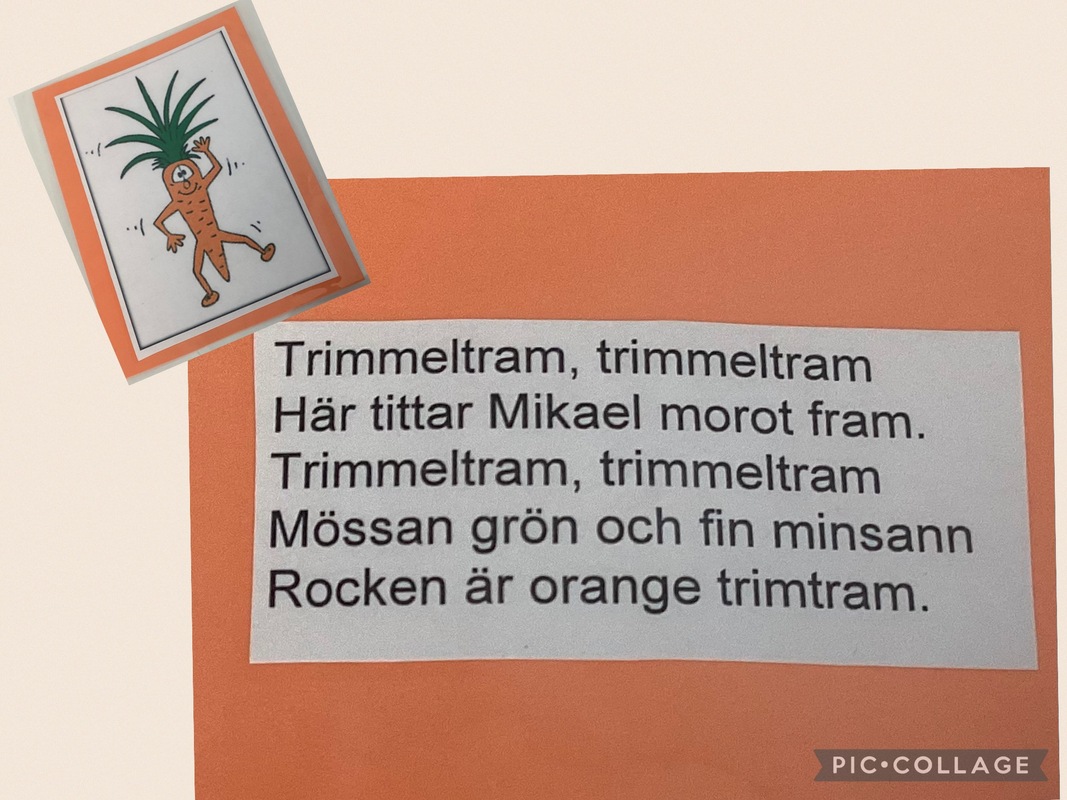 Trimmeltram, trimmeltram
Här tittar Mikael morot fram.
Trimmeltram, trimmeltram
Mössan grön och fin minsann
Rocken är orange trimtram.
PIC•COLLAGE